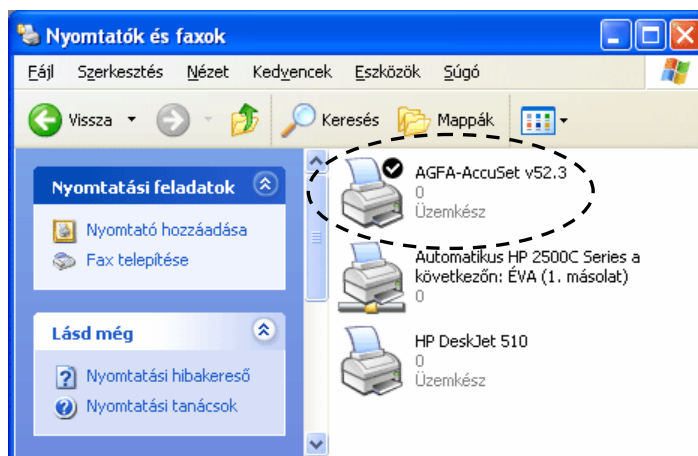 Nyomtatók és faxok
Fájl Szerkesztés Nézet Kedvencek Eszközök Súgó
Vissza Keresés Mappák
Nyomtatási feladatok
Nyomtató hozzáadása
Fax telepítése
Lásd még
Nyomtatási hibakereső
Nyomtatási tanácsok
AGFA-AccuSet v52.3
0
Üzemkész
Automatikus HP 2500C Series a
következőn: ÉVA (1. másolat)
0
HP DeskJet 510
0
Üzemkész